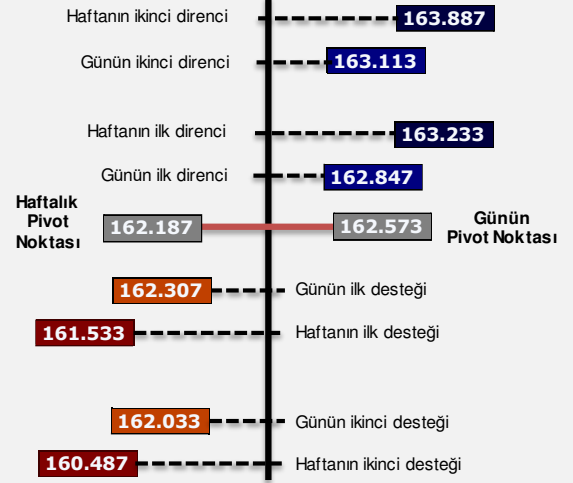 Haftanın ikinci direnci 163.887
Günün ikinci direnci 163.113
Haftanın ilk direnci 163.233
Günün ilk direnci 162.847
Haftalık
Pivot
Noktası
162.187
162.573
Günün
Pivot Noktası
162.307 Günün ilk desteği
161.533 Haftanın ilk desteği
162.033 Günün ikinci desteği
160.487 Haftanın ikinci desteği